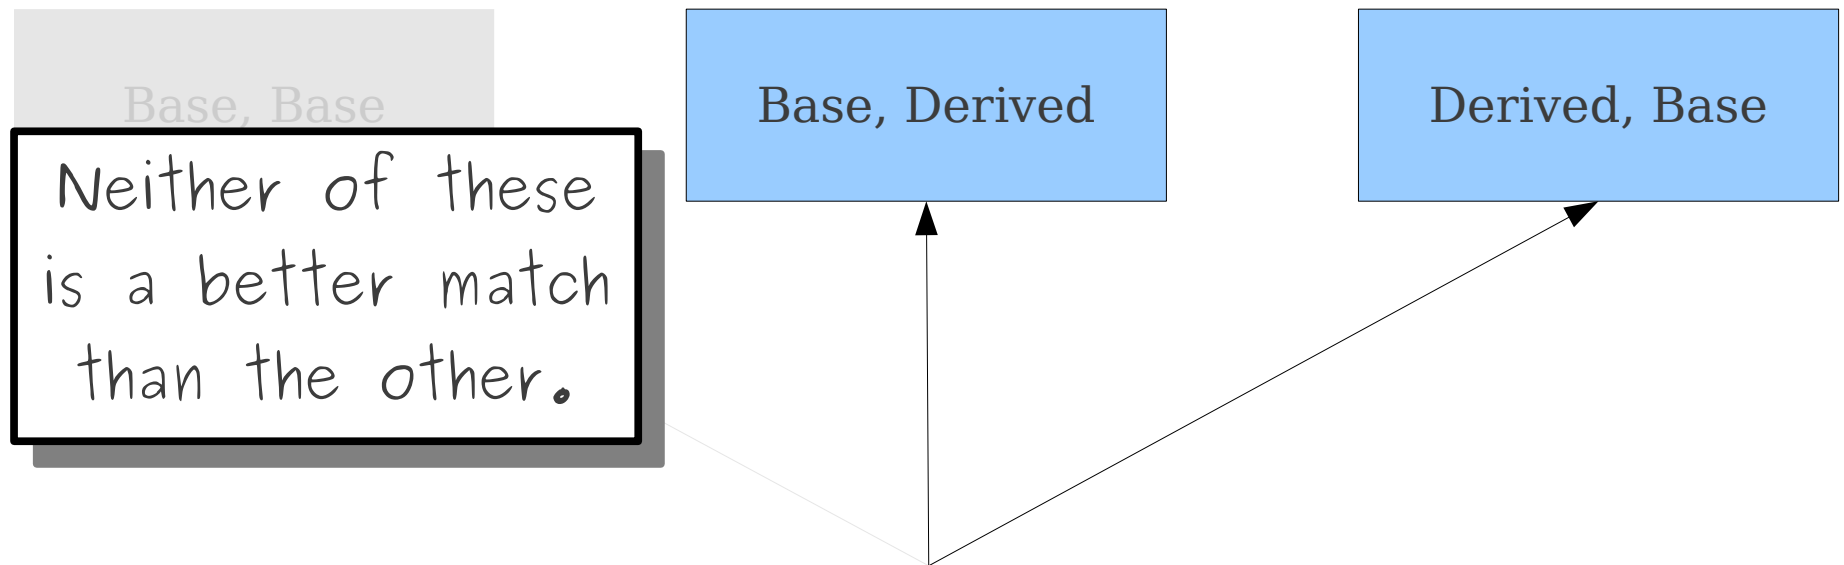 Base, Base
Base, Derived
Derived, Base
Neither of these
is a better match
than the other.